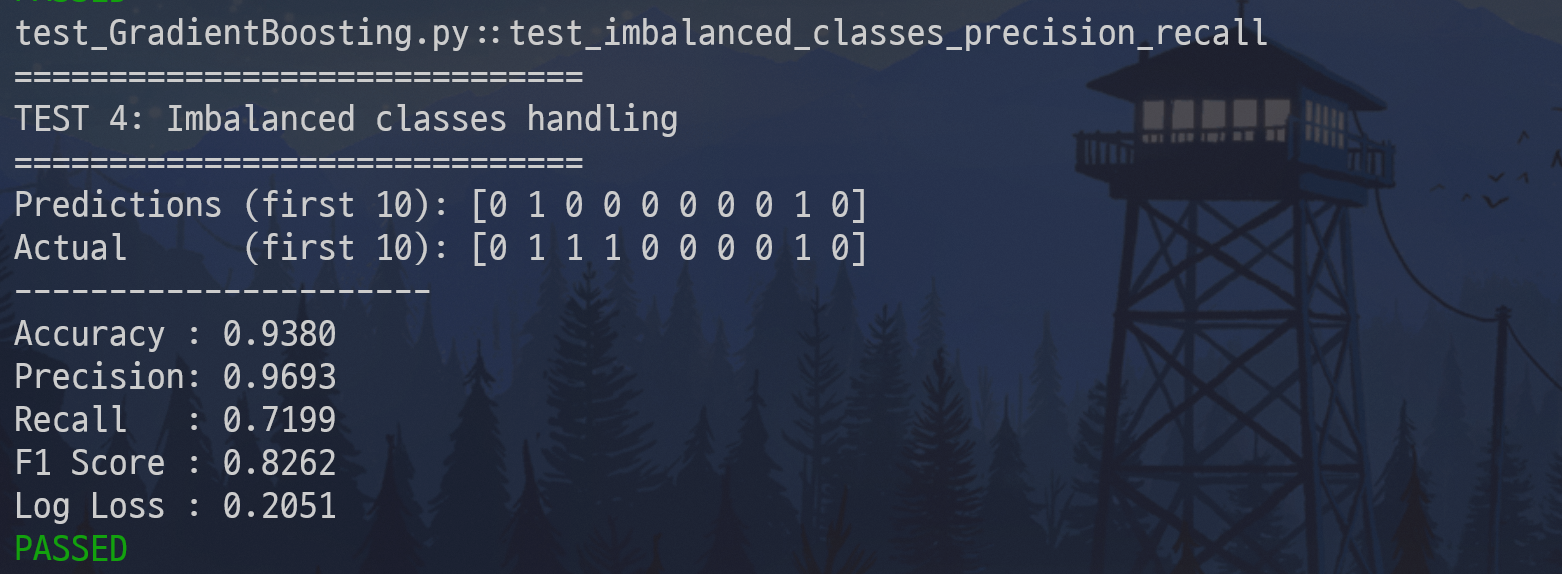 PASSED
test_GradientBoosting.py::test_imbalanced_classes_precision_recall
==============================
TEST 4: Imbalanced classes handling
==============================
Predictions (first 10): [0 1 0 0 0 0 0 0 1 0]
Actual      (first 10): [0 1 1 1 0 0 0 0 1 0]
----------------------
Accuracy : 0.9380
Precision: 0.9693
Recall   : 0.7199
F1 Score : 0.8262
Log Loss : 0.2051
PASSED